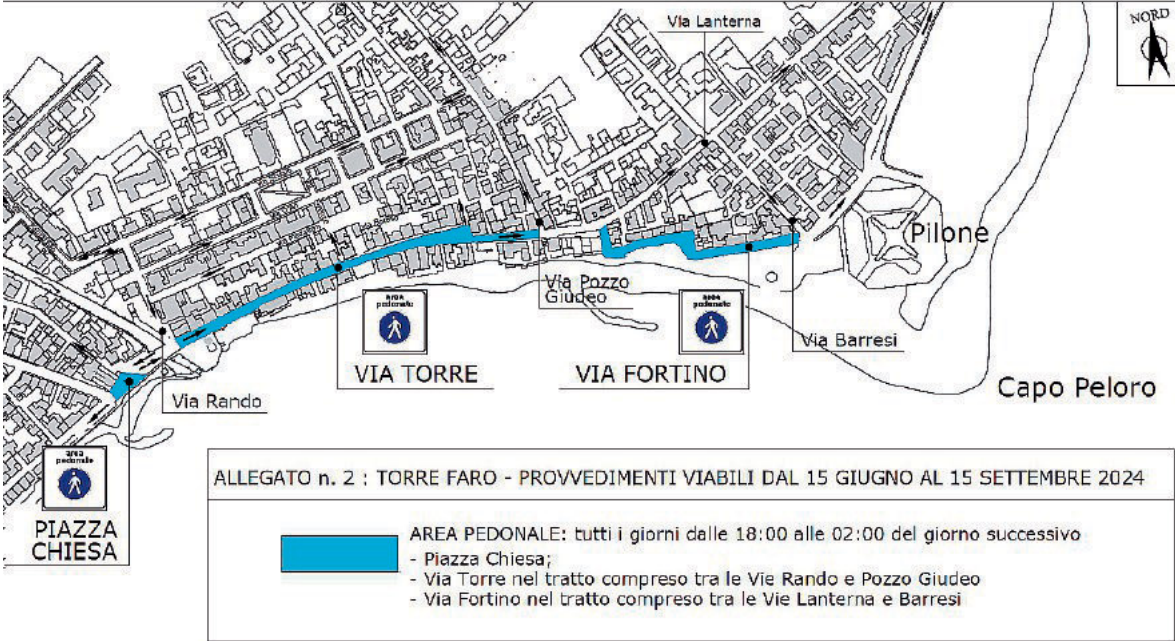 Via Lanterna
NORD
Pilone
Via Pozzo
Giudeo
area
pedonale
area
pedonale
Via Barresi
VIA TORRE
VIA FORTINO
Capo Peloro
Via Rando
area
pedonale
PIAZZA
CHIESA
ALLEGATO n. 2 : TORRE FARO - PROVVEDIMENTI VIABILI DAL 15 GIUGNO AL 15 SETTEMBRE 2024
AREA PEDONALE: tutti i giorni dalle 18:00 alle 02:00 del giorno successivo
- Piazza Chiesa;
- Via Torre nel tratto compreso tra le Vie Rando e Pozzo Giudeo
- Via Fortino nel tratto compreso tra le Vie Lanterna e Barresi